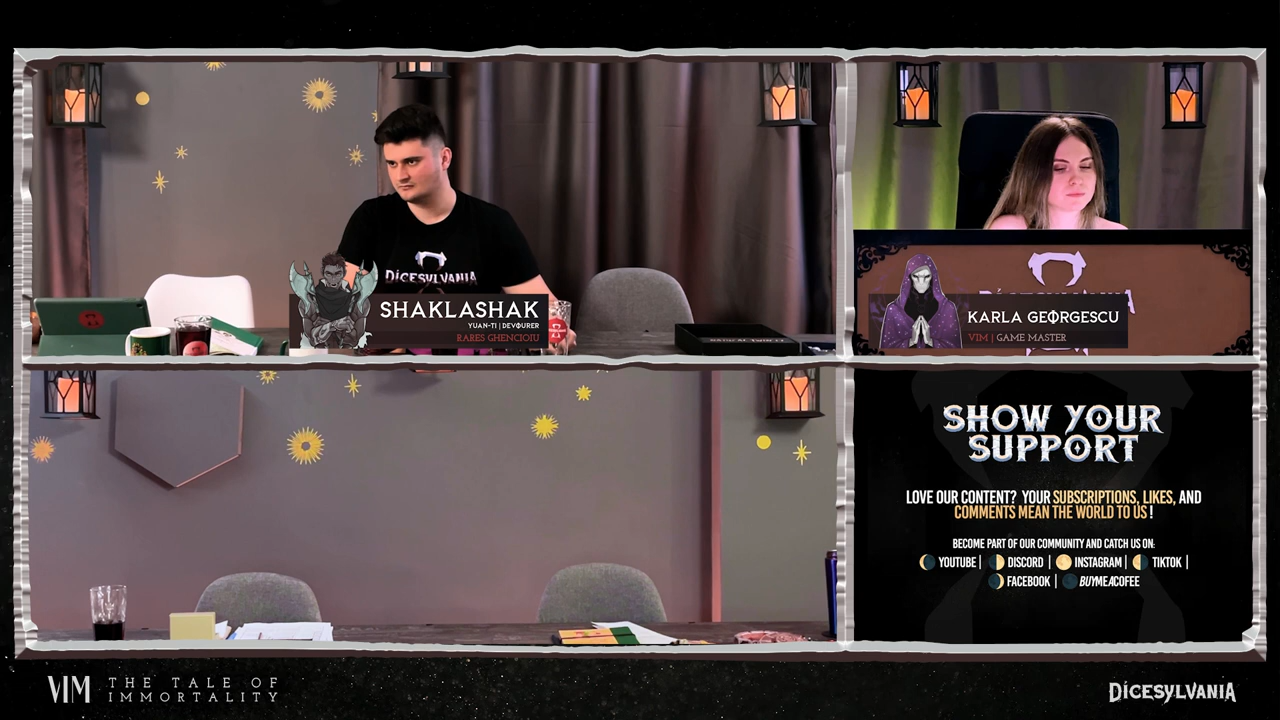 DICESYLVANIA
SHAKLASHAK
YUAN-TI | DEVOURER
RARES GHENCIOIU
KARLA GEORGESCU
VIM | GAME MASTER
SHOW YOUR
SUPPORT
LOVE OUR CONTENT? YOUR SUBSCRIPTIONS, LIKES, AND
COMMENTS MEAN THE WORLD TO US !
BECOME PART OF OUR COMMUNITY AND CATCH US ON:
YOUTUBE | DISCORD | INSTAGRAM | TIKTOK |
FACEBOOK | BUYMEACOFEE
VIM THE TALE OF
IMMORTALITY
DICESYLVANIA